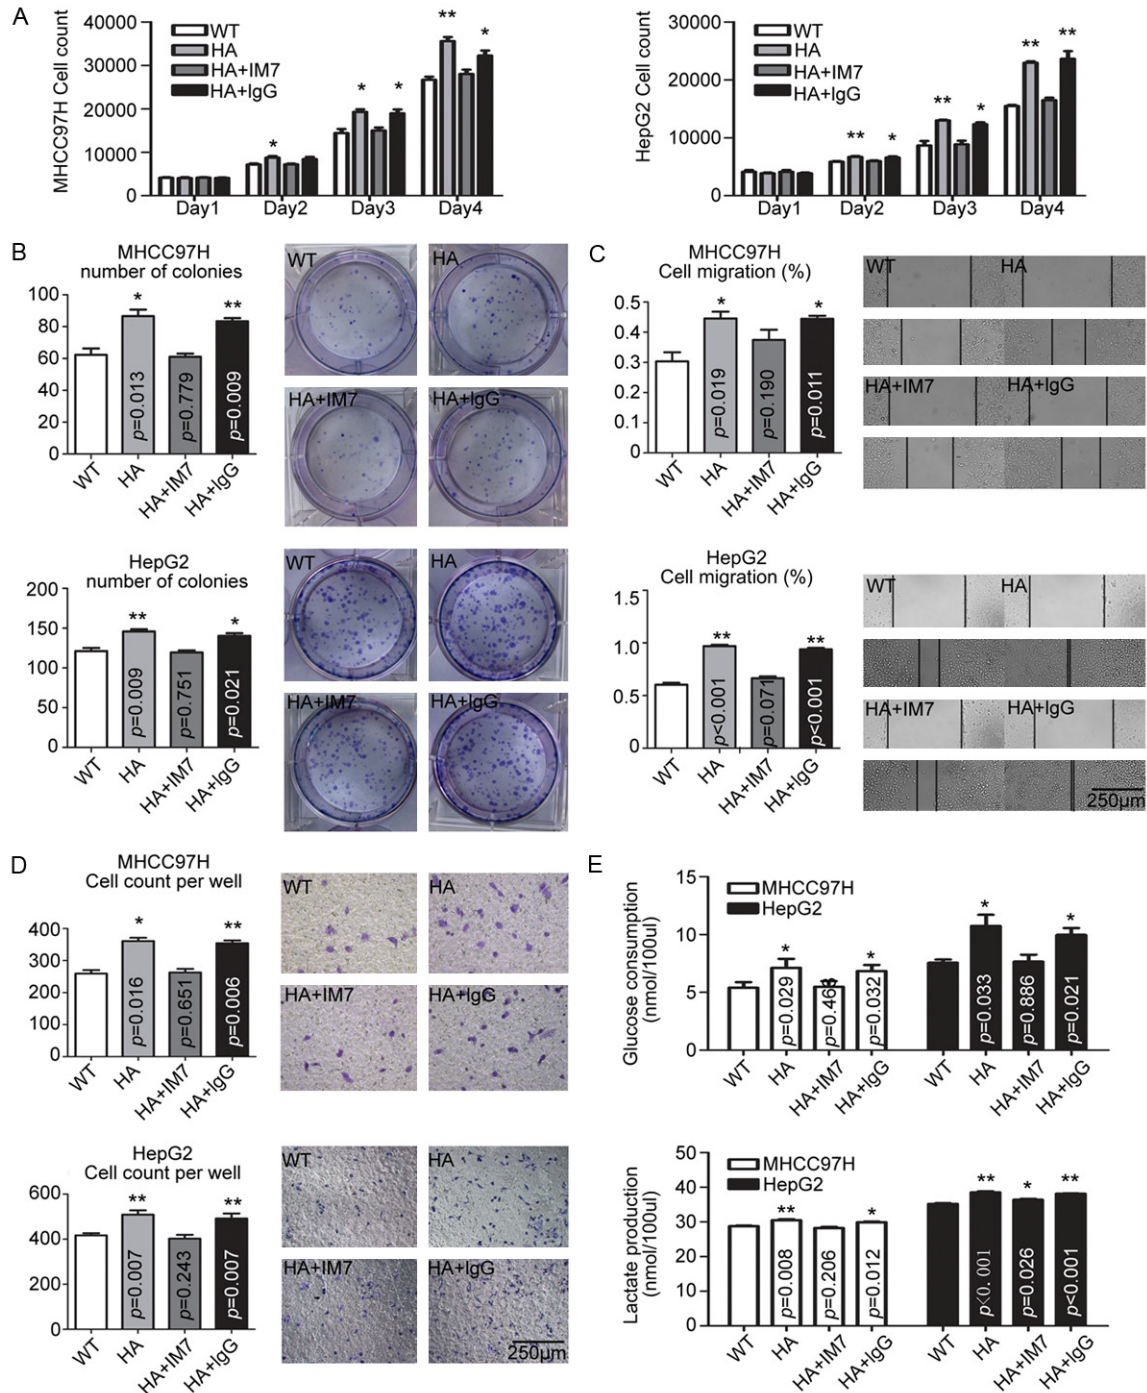 A
MHCC97H Cell count
40000
30000
20000
10000
0
WT
HA
HA+IM7
HA+IgG
*
*
*
**
*
Day1 Day2 Day3 Day4
HepG2 Cell count
30000
20000
10000
0
WT
HA
HA+IM7
HA+IgG
**
*
**
*
**
**
Day1 Day2 Day3 Day4
B
MHCC97H
number of colonies
100
80
60
40
20
0
*
**
p=0.013
p=0.779
p=0.009
WT
HA
HA+IM7
HA+IgG
WT
HA
HA+IM7
HA+IgG
HepG2
number of colonies
200
150
100
50
0
**
*
p=0.009
p=0.751
p=0.021
WT
HA
HA+IM7
HA+IgG
WT
HA
HA+IM7
HA+IgG
C
MHCC97H
Cell migration (%)
0.5
0.4
0.3
0.2
0.1
0
*
*
p=0.019
p=0.190
p=0.011
WT
HA
HA+IM7
HA+IgG
WT
HA
HA+IM7
HA+IgG
HepG2
Cell migration (%)
1.5
1.0
0.5
0
**
**
p<0.001
p=0.071
p<0.001
WT
HA
HA+IM7
HA+IgG
WT
HA
HA+IM7
HA+IgG
250μm
D
MHCC97H
Cell count per well
400
300
200
100
0
*
**
p=0.016
p=0.651
p=0.006
WT
HA
HA+IM7
HA+IgG
WT
HA
HA+IM7
HA+IgG
HepG2
Cell count per well
600
400
200
0
**
**
p=0.007
p=0.243
p=0.007
WT
HA
HA+IM7
HA+IgG
WT
HA
HA+IM7
HA+IgG
250μm
E
Glucose consumption
(nmol/100ul)
15
10
5
0
MHCC97H
HepG2
*
*
*
*
p=0.029
p=0.032
p=0.033
p=0.886
p=0.021
WT
HA
HA+IM7
HA+IgG
WT
HA
HA+IM7
HA+IgG
Lactate production
(nmol/100ul)
50
40
30
20
10
0
MHCC97H
HepG2
**
*
**
*
**
p=0.008
p=0.206
p=0.012
p<0.001
p=0.026
p<0.001
WT
HA
HA+IM7
HA+IgG
WT
HA
HA+IM7
HA+IgG